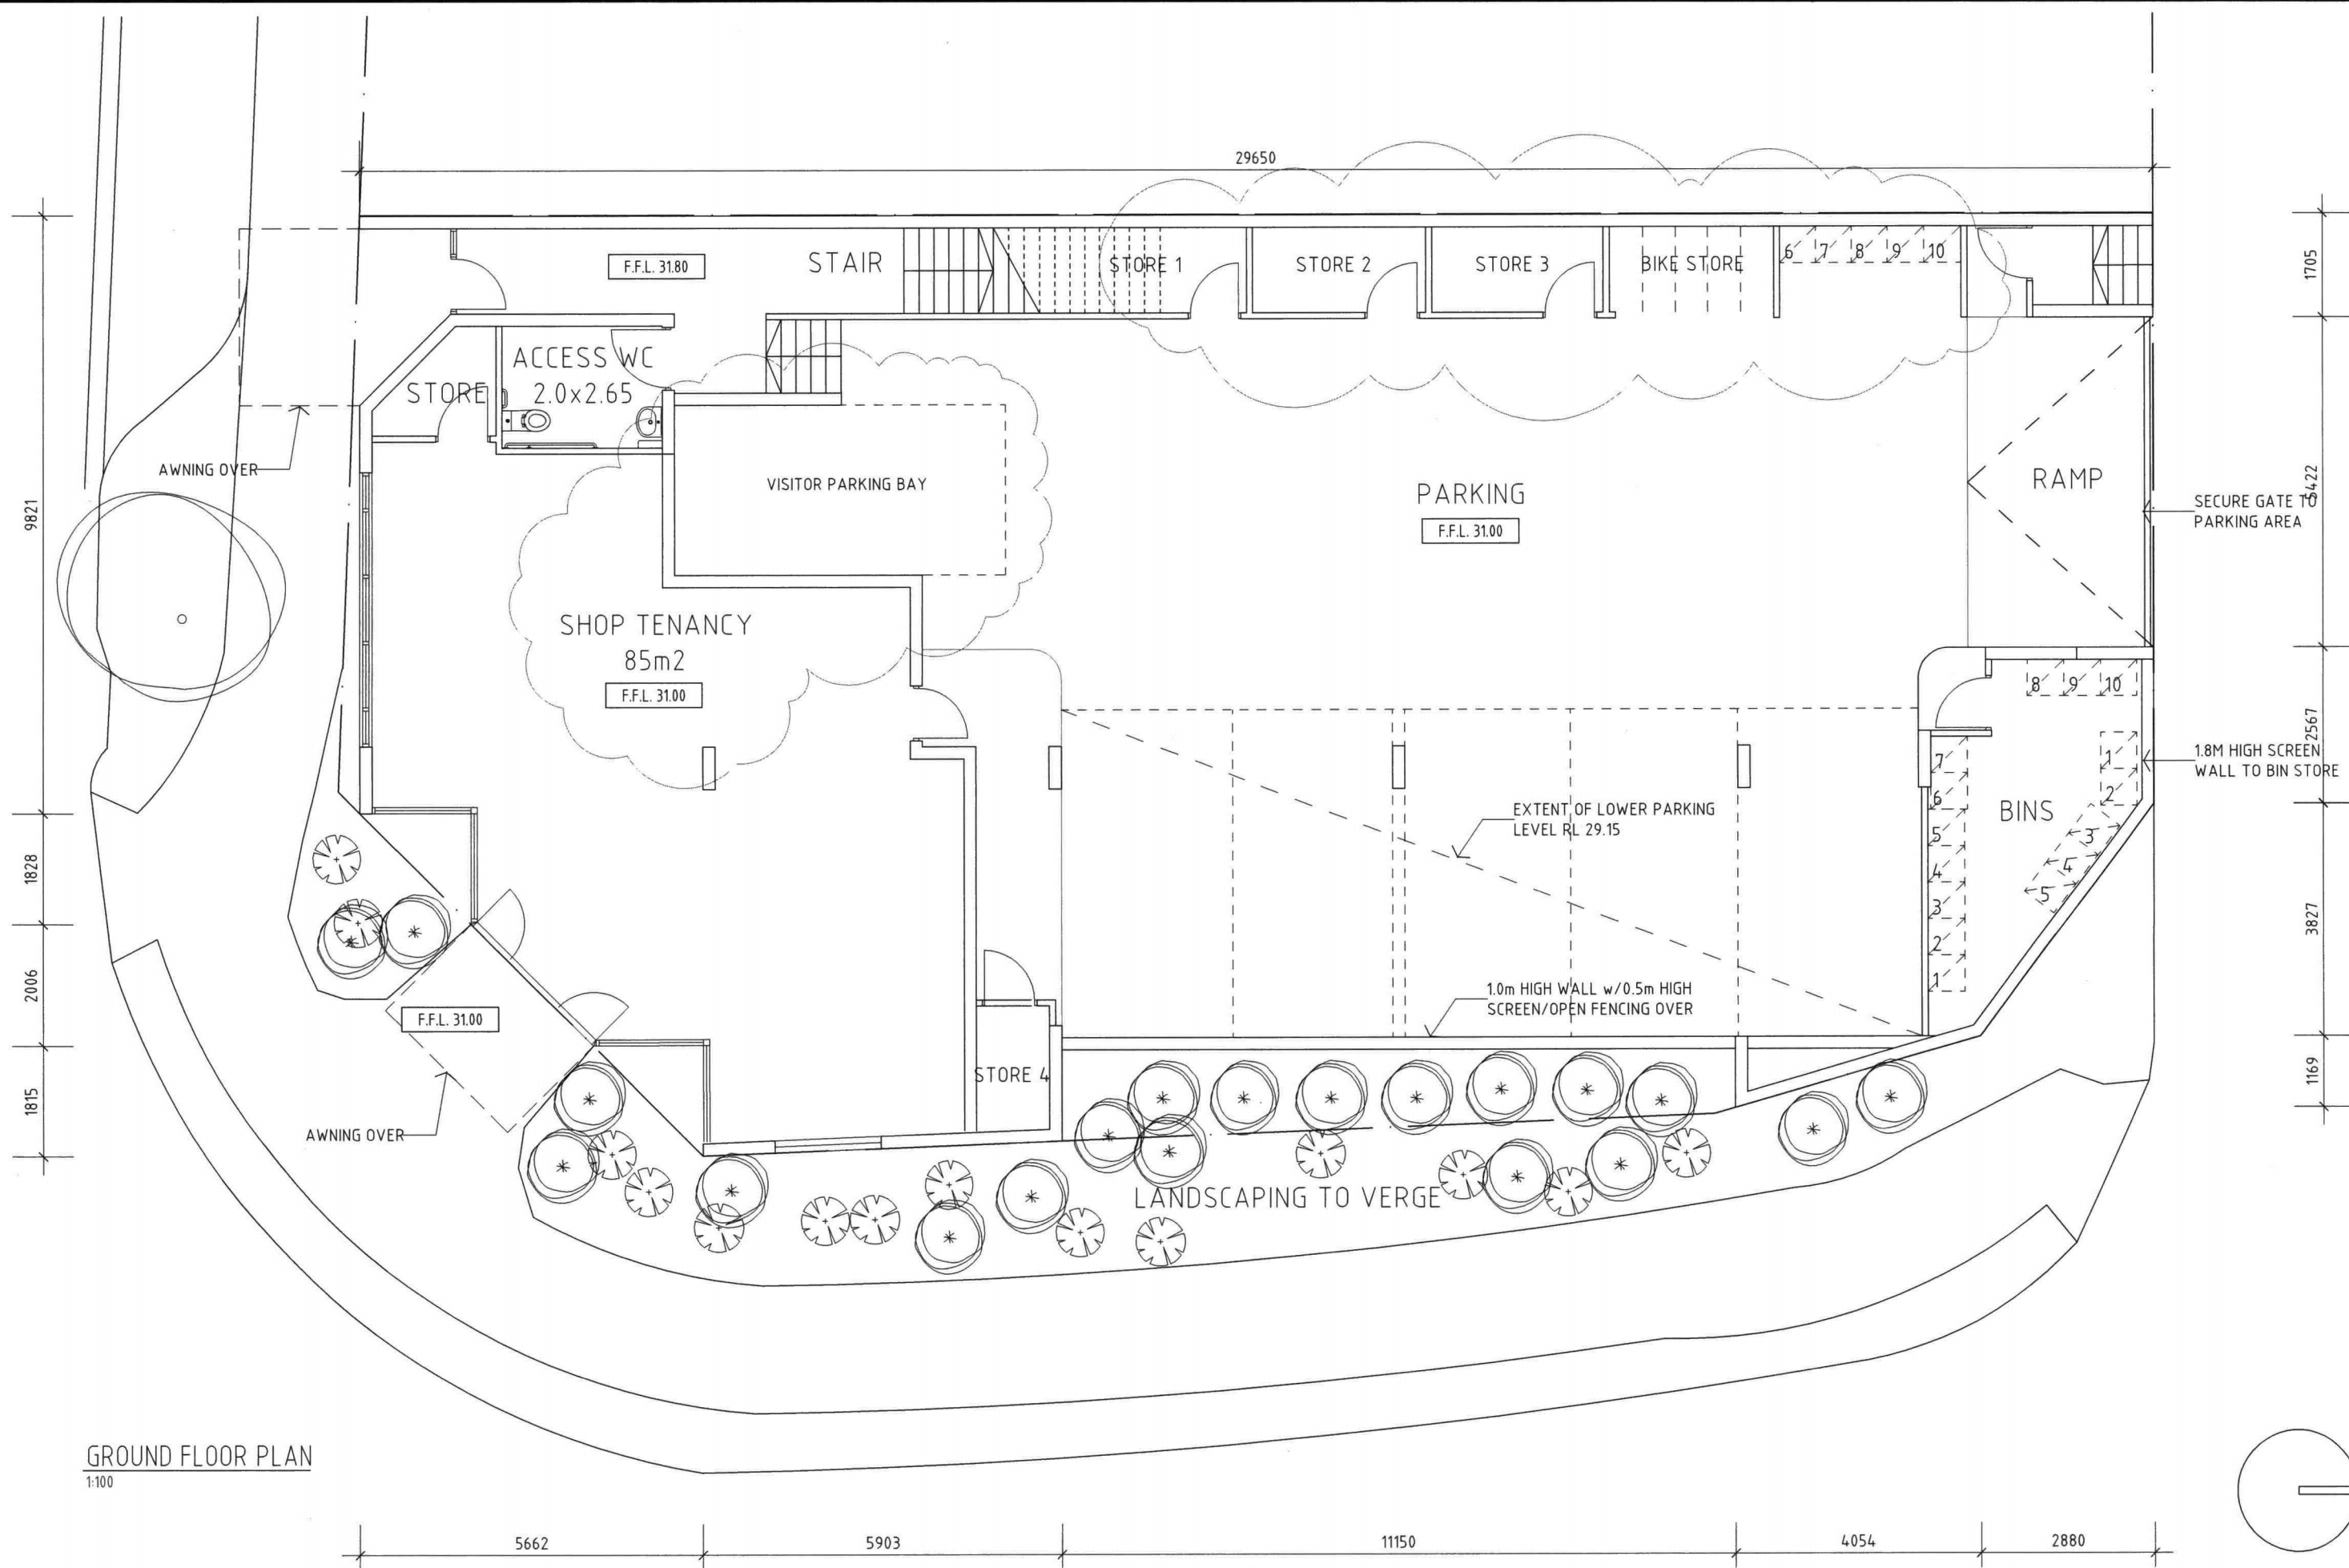 29650
F.F.L. 31.80
STAIR
STORE 1
STORE 2
STORE 3
BIKE STORE
6
7
8
9
10
1705
ACCESS WC
2.0x2.65
STORE
AWNING OVER
VISITOR PARKING BAY
PARKING
F.F.L. 31.00
RAMP
5422
SECURE GATE TO
PARKING AREA
9821
SHOP TENANCY
85m2
F.F.L. 31.00
8
9
10
2567
1.8M HIGH SCREEN
WALL TO BIN STORE
7
6
5
4
3
2
1
BINS
1
2
3
4
5
EXTENT OF LOWER PARKING
LEVEL RL 29.15
1828
3827
2006
F.F.L. 31.00
1.0m HIGH WALL w/0.5m HIGH
SCREEN/OPEN FENCING OVER
STORE 4
1169
1815
AWNING OVER
LANDSCAPING TO VERGE
GROUND FLOOR PLAN
1:100
5662
5903
11150
4054
2880